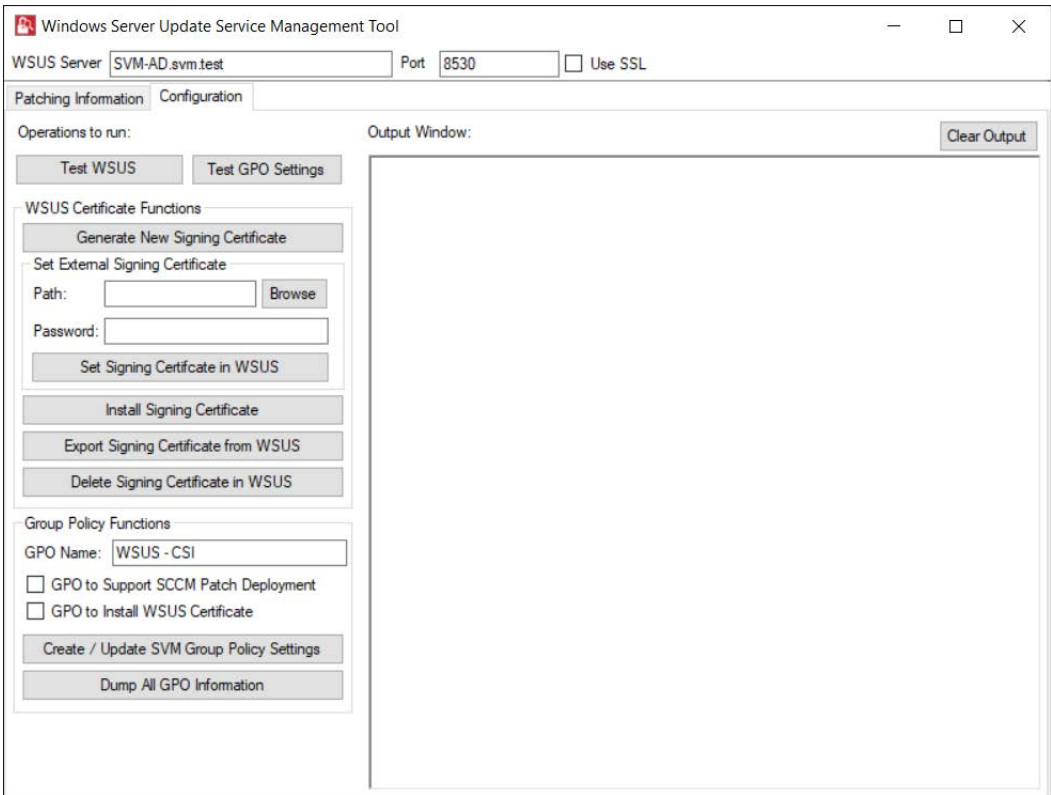 Windows Server Update Service Management Tool
WSUS Server SVM-AD.svm.test Port 8530 Use SSL
Patching Information Configuration
Operations to run: Output Window: Clear Output
Test WSUS Test GPO Settings
WSUS Certificate Functions
Generate New Signing Certificate
Set External Signing Certificate
Path: Browse
Password:
Set Signing Certifcate in WSUS
Install Signing Certificate
Export Signing Certificate from WSUS
Delete Signing Certificate in WSUS
Group Policy Functions
GPO Name: WSUS - CSI
GPO to Support SCCM Patch Deployment
GPO to Install WSUS Certificate
Create / Update SVM Group Policy Settings
Dump All GPO Information